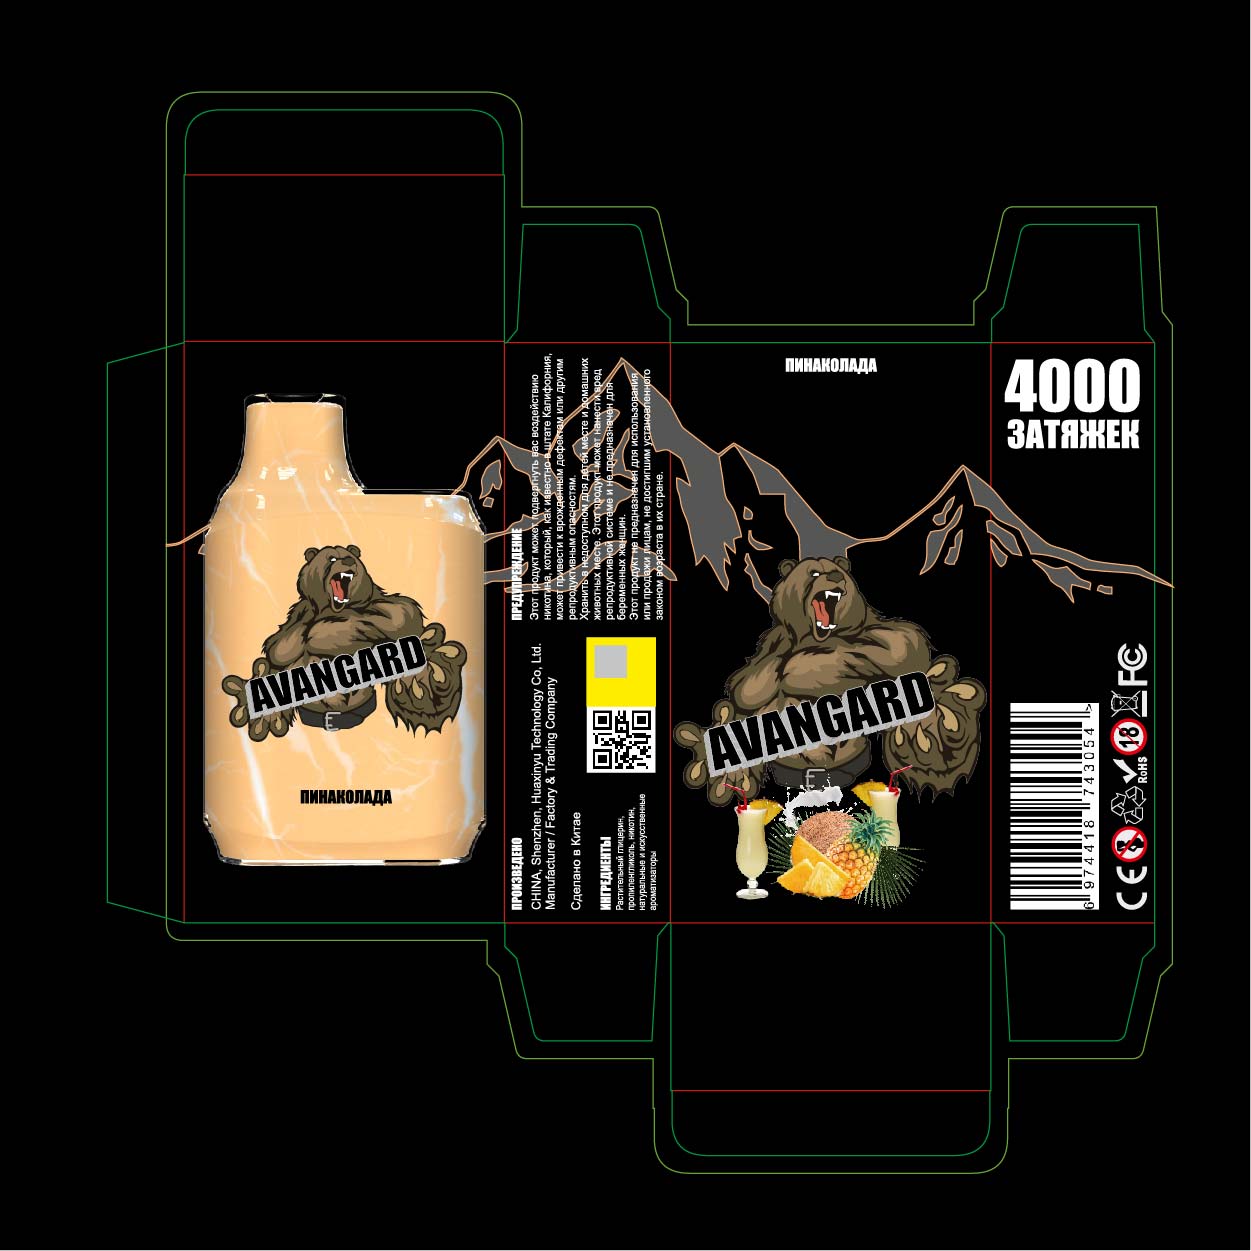 AVANGARD
ПИНАКОЛАДА
ПРЕДУПРЕЖДЕНИЕ
Этот продукт может подвергнуть вас воздействию
никотина, который, как известно в штате Калифорния,
может привести к врожденным дефектам или другим
репродуктивным опасностям.
Хранить в недоступном для детей месте и домашних
животных месте. Этот продукт может нанести вред
репродуктивной системе и не предназначен для
беременных женщин.
Этот продукт не предназначен для использования
или продажи лицам, не достигшим установленного
законом возраста в их стране.
ПРОИЗВЕДЕНО
CHINA, Shenzhen, Huaxinyu Technology Co, Ltd.
Manufacturer / Factory & Trading Company
Сделано в Китае
ИНГРЕДИЕНТЫ
Растительный глицерин,
пропиленгликоль, никотин,
натуральные и искусственные
ароматизаторы
ПИНАКОЛАДА
AVANGARD
4000
ЗАТЯЖЕК
6 974418 743054 >
CE
18
RoHS
FC